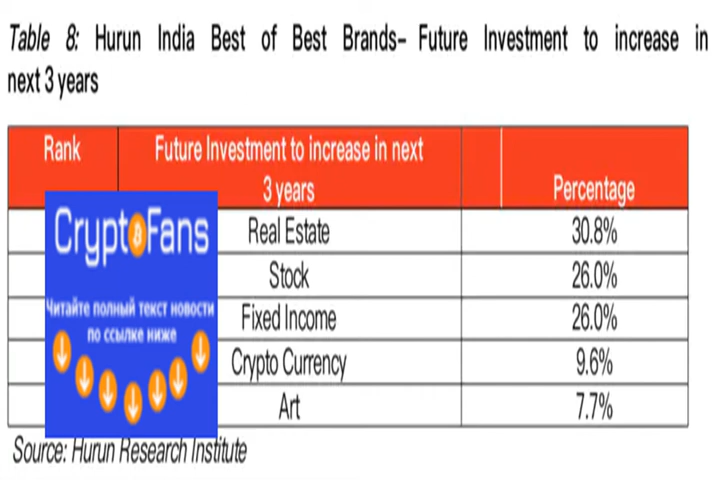 Table 8: Hurun India Best of Best Brands– Future Investment to increase in
next 3 years
Rank
Future Investment to increase in next
3 years
Percentage
CryptoFans
Читайте полный текст новости
по ссылке ниже
Real Estate 30.8%
Stock 26.0%
Fixed Income 26.0%
Crypto Currency 9.6%
Art 7.7%
Source: Hurun Research Institute